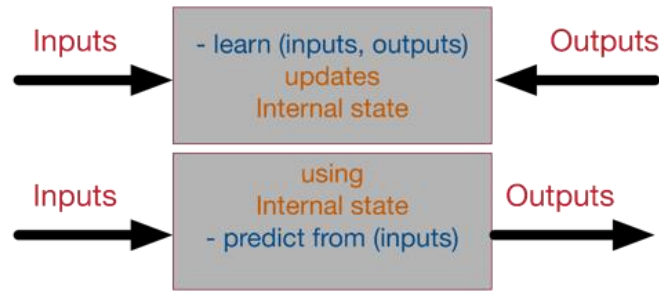 Inputs
- learn (inputs, outputs)
updates
Internal state
Outputs
Inputs
using
Internal state
- predict from (inputs)
Outputs